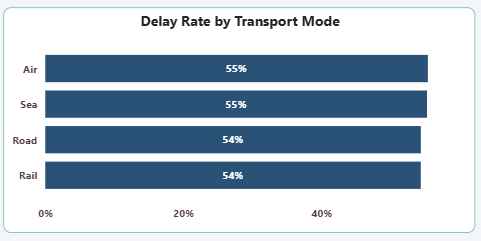 Delay Rate by Transport Mode
Air 55%
Sea 55%
Road 54%
Rail 54%
0% 20% 40%